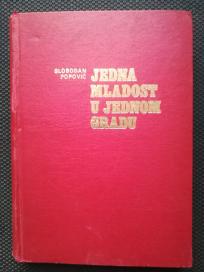 SLOBODAN
POPOVIĆ
JEDNA
MLADOST
U JEDNOM
GRADU